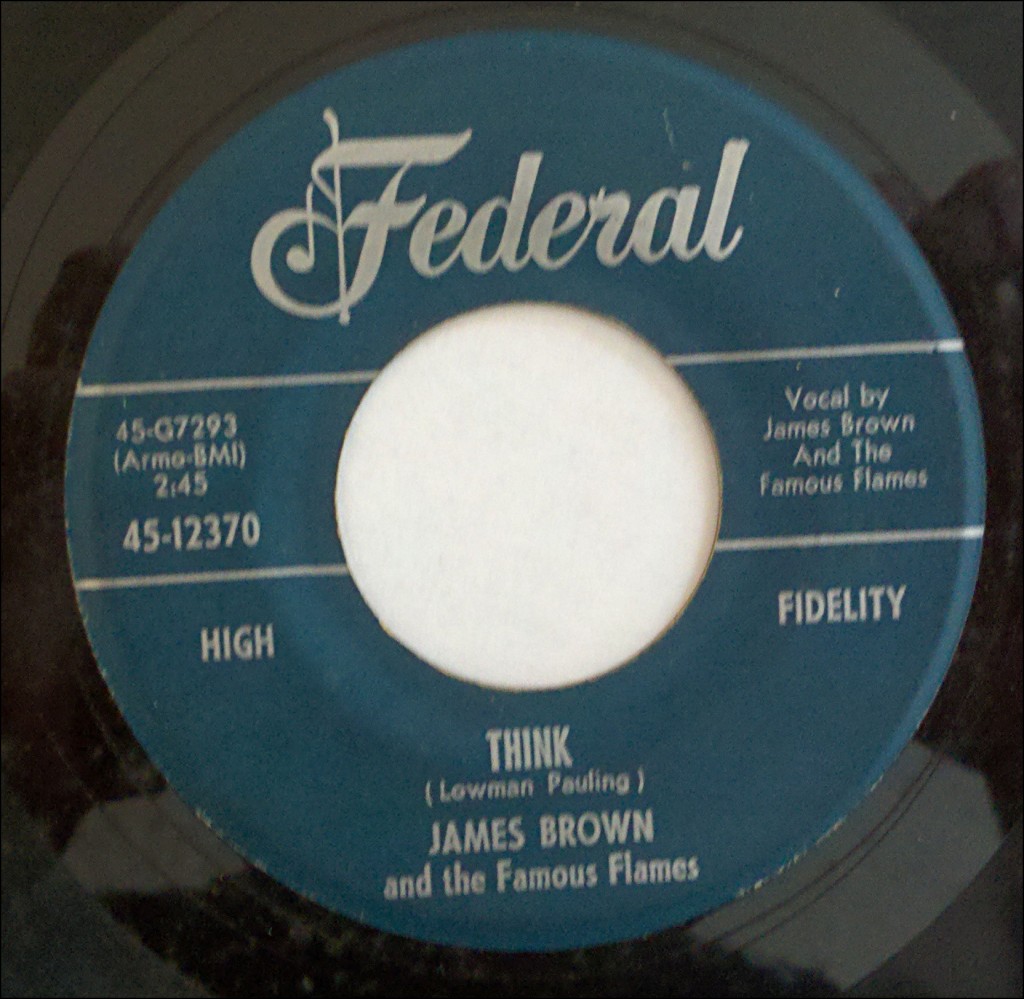 Federal
45-G7293
(Armo-BMI)
2:45
45-12370
Vocal by
James Brown
And The
Famous Flames
HIGH
FIDELITY
THINK
(Lowman Pauling)
JAMES BROWN
and the Famous Flames